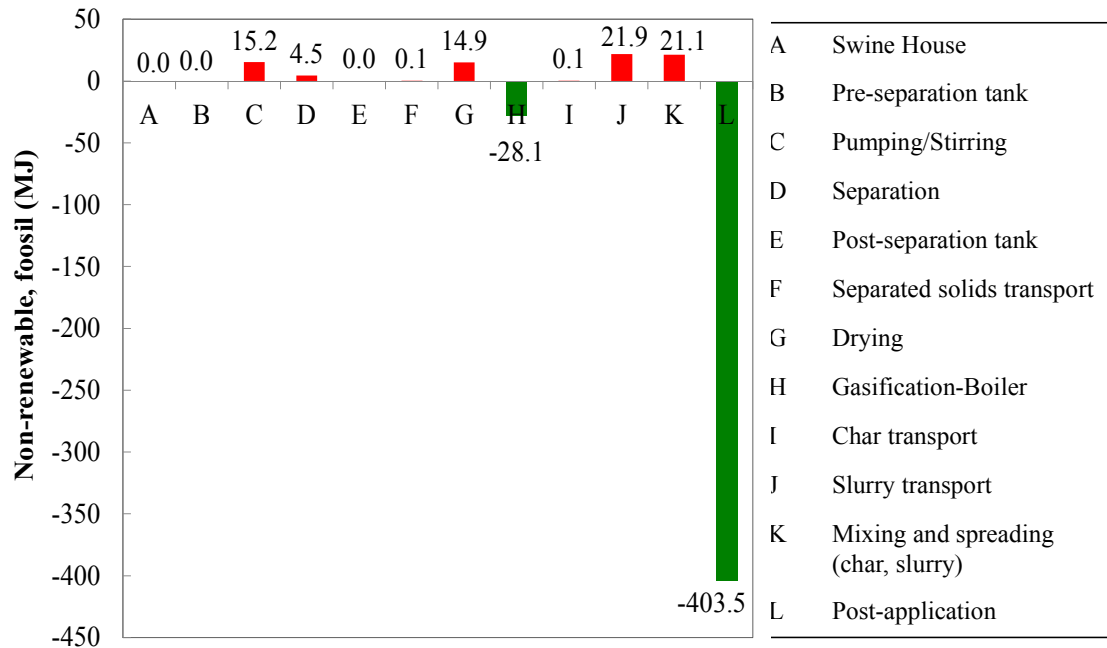 Non-renewable, foosil (MJ)
50
0
-50
-100
-150
-200
-250
-300
-350
-400
-450
0.0 0.0 15.2 4.5 0.0 0.1 14.9 0.1 21.9 21.1
A B C D E F G H I J K L
-28.1
-403.5
A Swine House
B Pre-separation tank
C Pumping/Stirring
D Separation
E Post-separation tank
F Separated solids transport
G Drying
H Gasification-Boiler
I Char transport
J Slurry transport
K Mixing and spreading
(char, slurry)
L Post-application